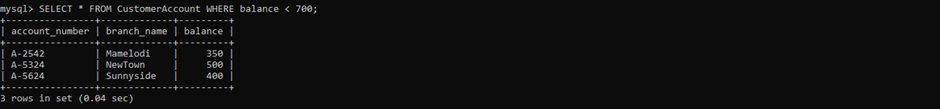 mysql> SELECT * FROM CustomerAccount WHERE balance < 700;
+----------------+-------------+---------+
| account_number | branch_name | balance |
+----------------+-------------+---------+
| A-2542         | Mamelodi    |     350 |
| A-5324         | NewTown     |     500 |
| A-5624         | Sunnyside   |     400 |
+----------------+-------------+---------+
3 rows in set (0.04 sec)